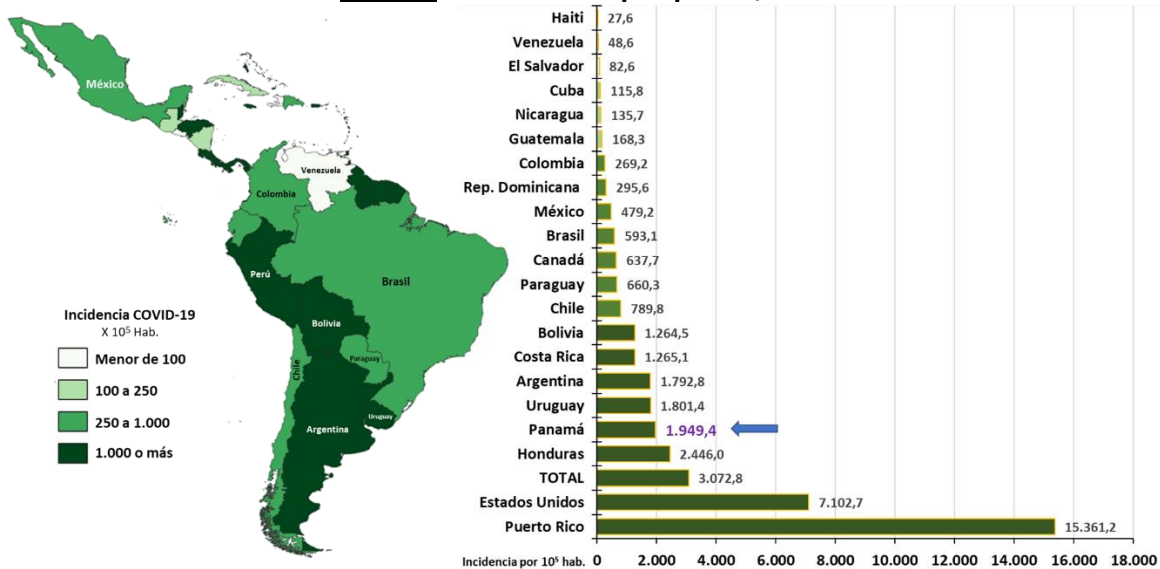 México
Venezuela
Colombia
Perú
Brasil
Bolivia
Paraguay
Chile
Uruguay
Argentina
Incidencia COVID-19
X 10⁵ Hab.
Menor de 100
100 a 250
250 a 1.000
1.000 o más
Haiti 27,6
Venezuela 48,6
El Salvador 82,6
Cuba 115,8
Nicaragua 135,7
Guatemala 168,3
Colombia 269,2
Rep. Dominicana 295,6
México 479,2
Brasil 593,1
Canadá 637,7
Paraguay 660,3
Chile 789,8
Bolivia 1.264,5
Costa Rica 1.265,1
Argentina 1.792,8
Uruguay 1.801,4
Panamá 1.949,4
Honduras 2.446,0
TOTAL 3.072,8
Estados Unidos 7.102,7
Puerto Rico 15.361,2
Incidencia por 10⁵ hab. 0 2.000 4.000 6.000 8.000 10.000 12.000 14.000 16.000 18.000